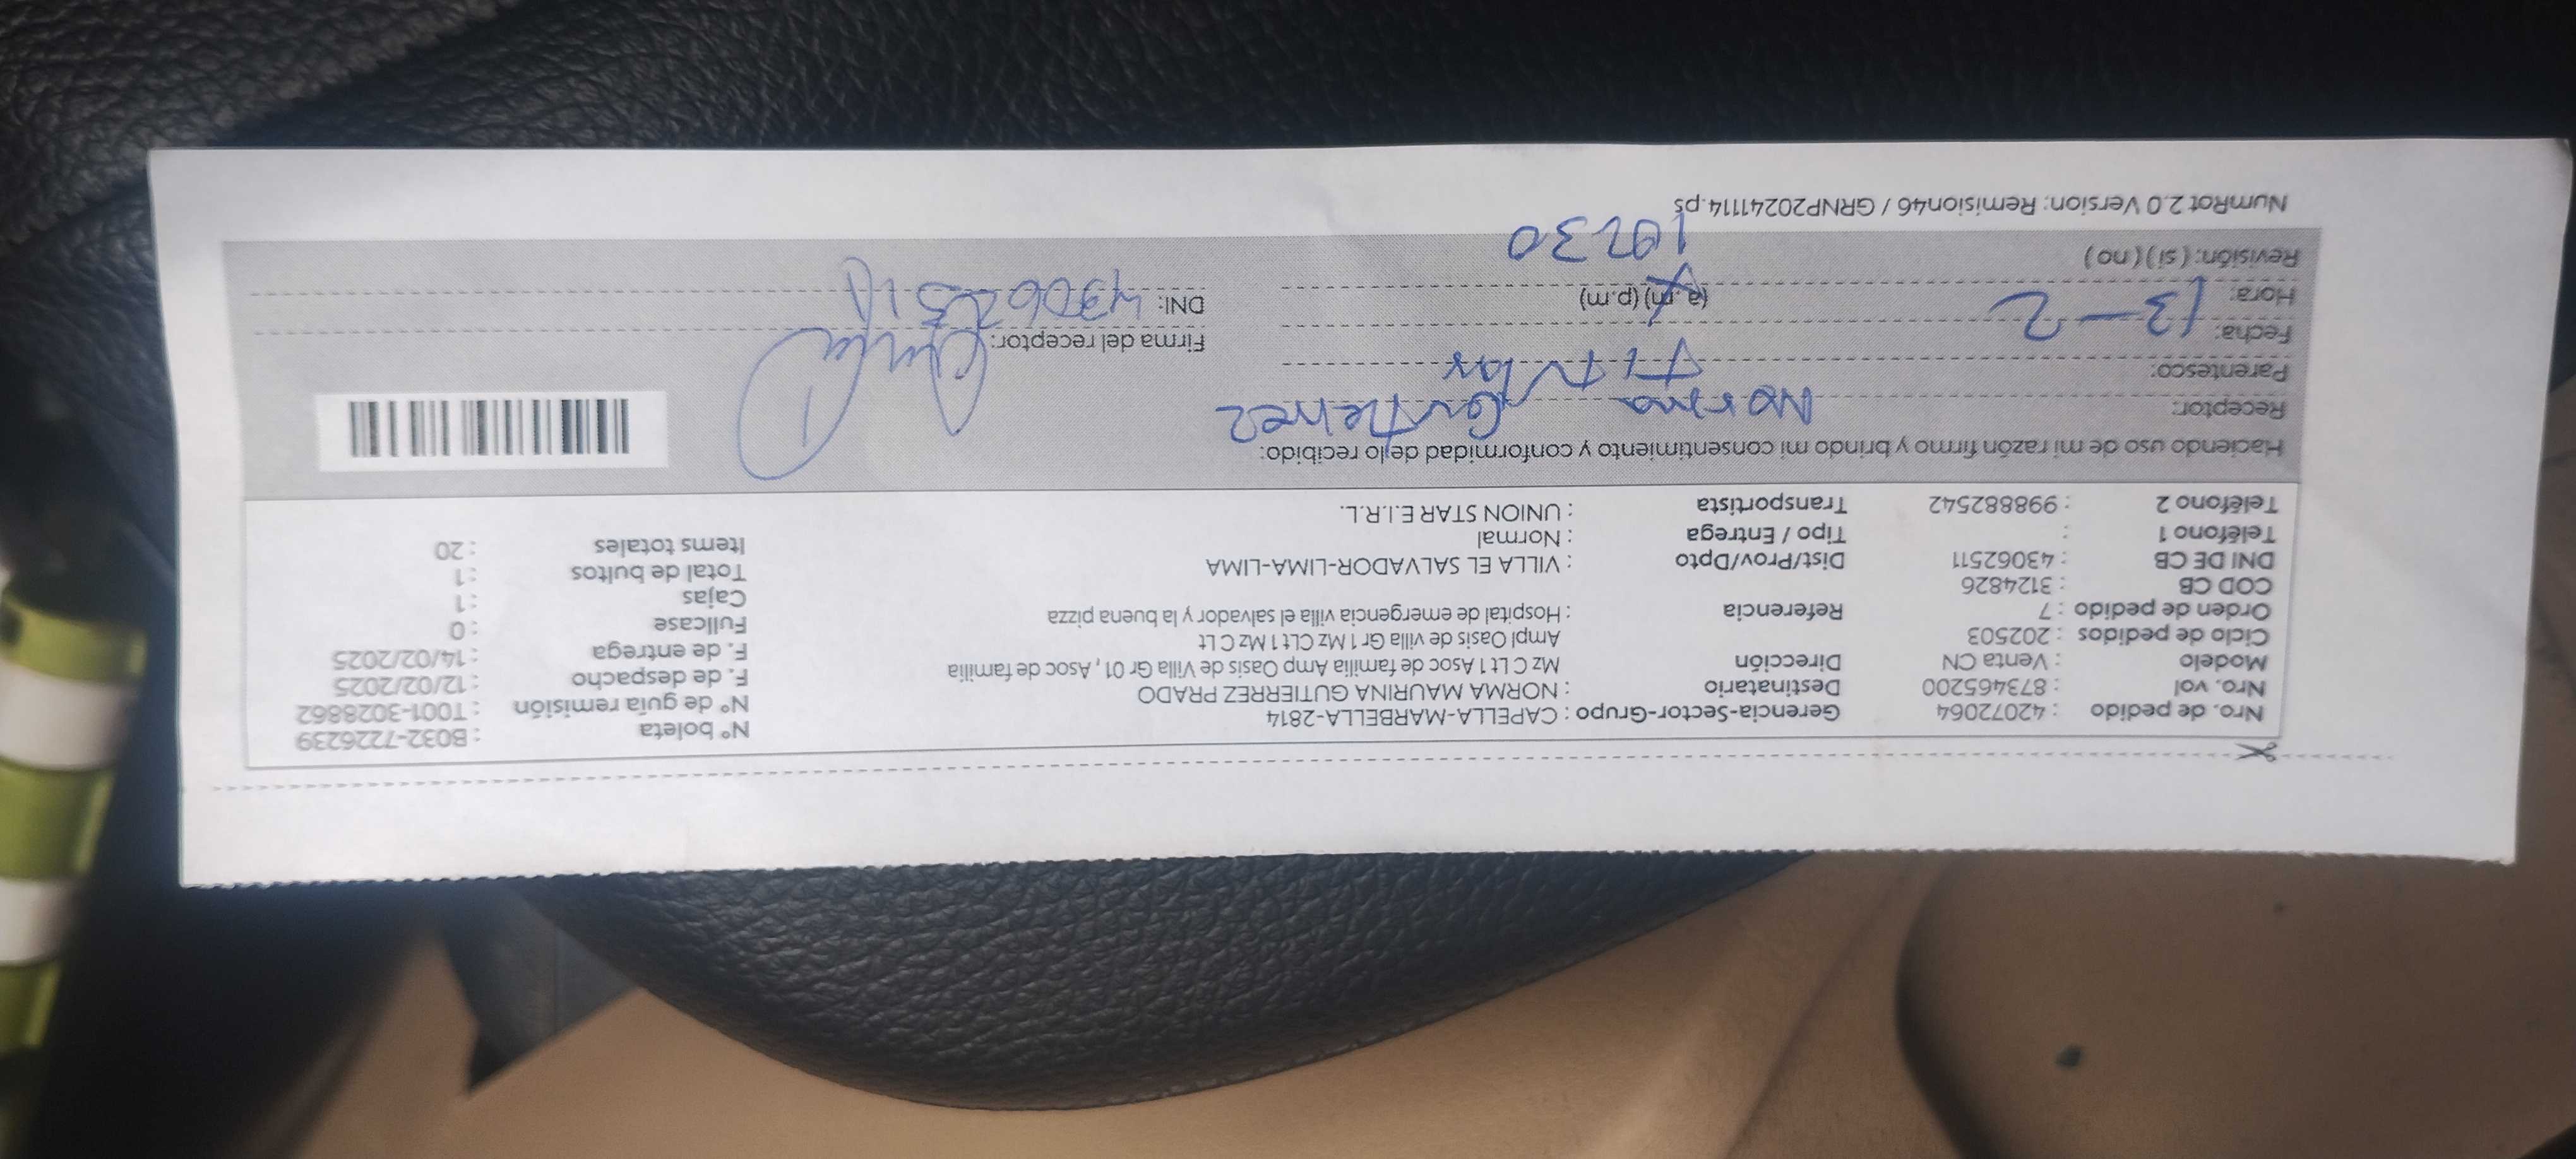 Nro. de pedido : 42072064 Gerencia-Sector-Grupo : CAPELLA-MARBELLA-2814 N° boleta : B032-7226239
Nro. vol : 873465200 Destinatario : NORMA MAURINA GUTIERREZ PRADO N° de guía remisión : T001-3028862
Modelo : Venta CN Dirección Mz C Lt 1 Asoc de familia Amp Oasis de Villa Gr 01, Asoc de familia F. de despacho : 12/02/2025
Ciclo de pedidos : 202503 Ampl Oasis de villa Gr 1 Mz CLt 1 Mz C Lt F. de entrega : 14/02/2025
Orden de pedido : 7 Referencia : Hospital de emergencia villa el salvador y la buena pizza Fullcase : 0
COD CB : 3124826 Cajas : 1
DNI DE CB : 43062511 Dist/Prov/Dpto : VILLA EL SALVADOR-LIMA-LIMA Total de bultos : 1
Teléfono 1 : Tipo / Entrega : Normal Items totales : 20
Teléfono 2 : 998882542 Transportista : UNION STAR E.I.R.L.
Haciendo uso de mi razón firmo y brindo mi consentimiento y conformidad de lo recibido:
Receptor: Norma Gutierrez
Parentesco: Titular
Fecha: 13-2 Firma del receptor:
Hora: (a.m) (p.m) DNI: 43062511
Revisión: (si) (no)
NumRot 2.0 Version: Remision46 / GRNP20241114.ps